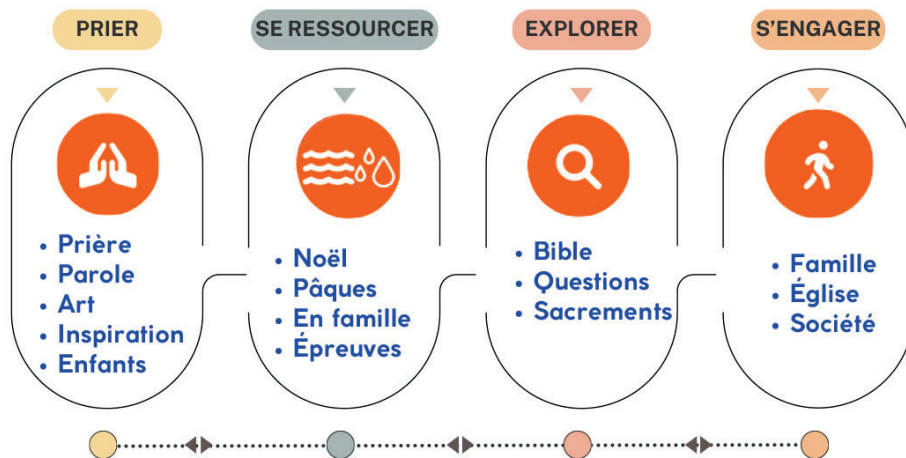 PRIER
• Prière
• Parole
• Art
• Inspiration
• Enfants
SE RESSOURCER
• Noël
• Pâques
• En famille
• Épreuves
EXPLORER
• Bible
• Questions
• Sacrements
S'ENGAGER
• Famille
• Église
• Société